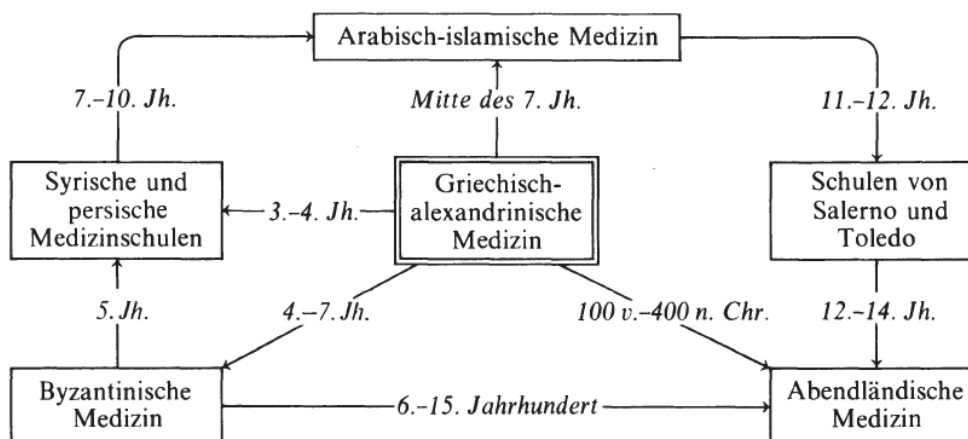 Arabisch-islamische Medizin
7.–10. Jh.
Mitte des 7. Jh.
11.–12. Jh.
Syrische und
persische
Medizinschulen
3.–4. Jh.
Griechisch-
alexandrinische
Medizin
Schulen von
Salerno und
Toledo
5. Jh.
4.–7. Jh.
100 v.–400 n. Chr.
12.–14. Jh.
Byzantinische
Medizin
6.–15. Jahrhundert
Abendländische
Medizin